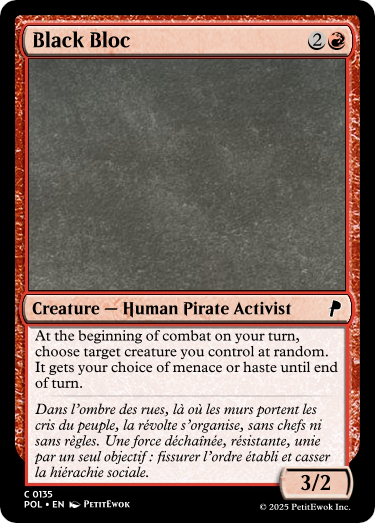 Black Bloc 2
Creature — Human Pirate Activist
At the beginning of combat on your turn,
choose target creature you control at random.
It gets your choice of menace or haste until end
of turn.
Dans l'ombre des rues, là où les murs portent les
cris du peuple, la révolte s'organise, sans chefs ni
sans règles. Une force déchaînée, résistante, unie
par un seul objectif : fissurer l'ordre établi et casser
la hiérachie sociale.
3/2
C 0135
POL • EN PetitEwok
© 2025 PetitEwok Inc.